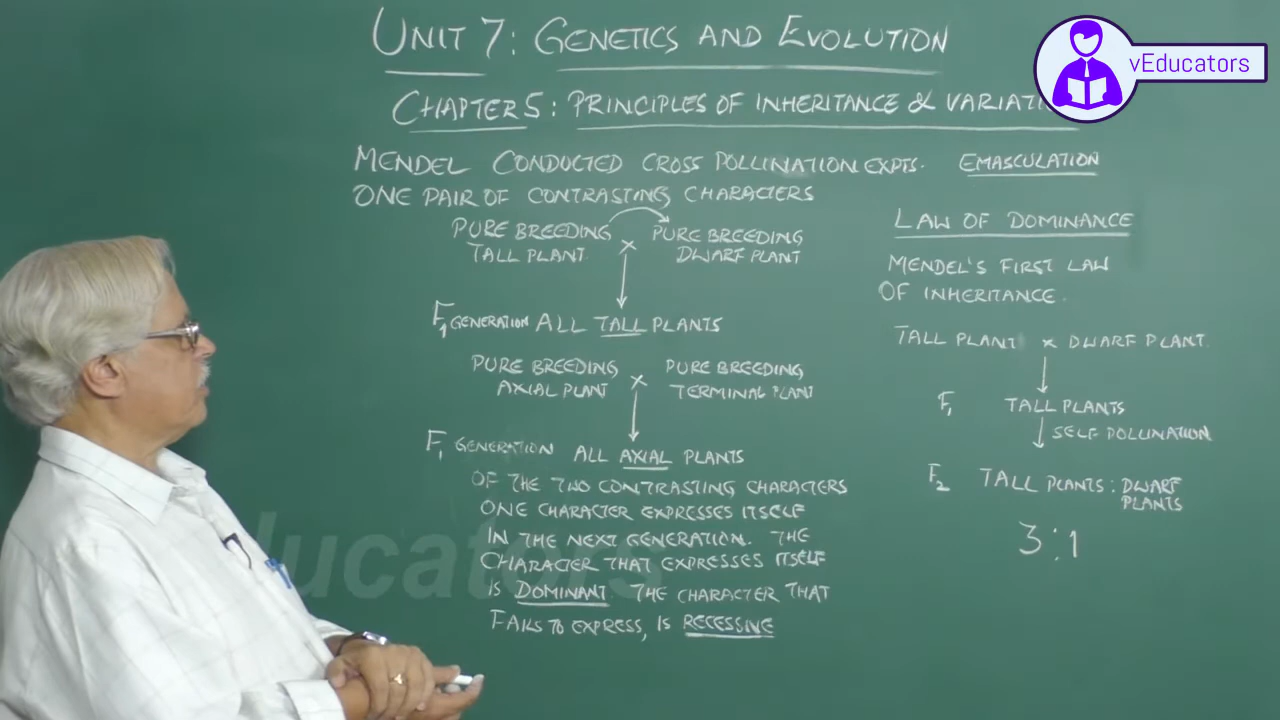 UNIT 7: GENETICS AND EVOLUTION
vEducators
CHAPTER 5: PRINCIPLES OF INHERITANCE & VARIATI
MENDEL CONDUCTED CROSS POLLINATION EXPTS. EMASCULATION
ONE PAIR OF CONTRASTING CHARACTERS
PURE BREEDING TALL PLANT × PURE BREEDING DWARF PLANT
F1 GENERATION ALL TALL PLANTS
PURE BREEDING AXIAL PLANT × PURE BREEDING TERMINAL PLANT
F1 GENERATION ALL AXIAL PLANTS
OF THE TWO CONTRASTING CHARACTERS
ONE CHARACTER EXPRESSES ITSELF
IN THE NEXT GENERATION. THE
CHARACTER THAT EXPRESSES ITSELF
IS DOMINANT. THE CHARACTER THAT
FAILS TO EXPRESS, IS RECESSIVE
LAW OF DOMINANCE
MENDEL'S FIRST LAW
OF INHERITANCE.
TALL PLANT × DWARF PLANT.
F1 TALL PLANTS
SELF POLLINATION
F2 TALL PLANTS : DWARF
PLANTS
3:1
ducators